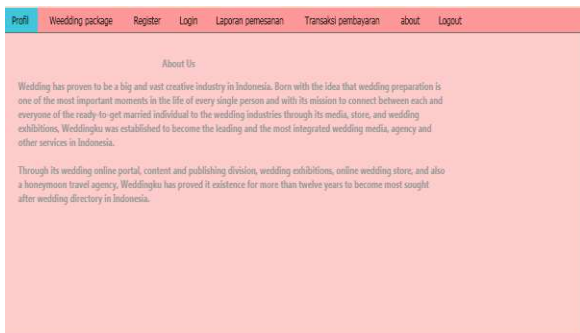 Profil Weedding package Register Login Laporan pemesanan Transaksi pembayaran about Logout
About Us
Wedding has proven to be a big and vast creative industry in Indonesia. Born with the idea that wedding preparation is
one of the most important moments in the life of every single person and with its mission to connect between each and
everyone of the ready-to-get married individual to the wedding industries through its media, store, and wedding
exhibitions, Weddingku was established to become the leading and the most integrated wedding media, agency and
other services in Indonesia.
Through its wedding online portal, content and publishing division, wedding exhibitions, online wedding store, and also
a honeymoon travel agency, Weddingku has proved it existence for more than twelve years to become most sought
after wedding directory in Indonesia.